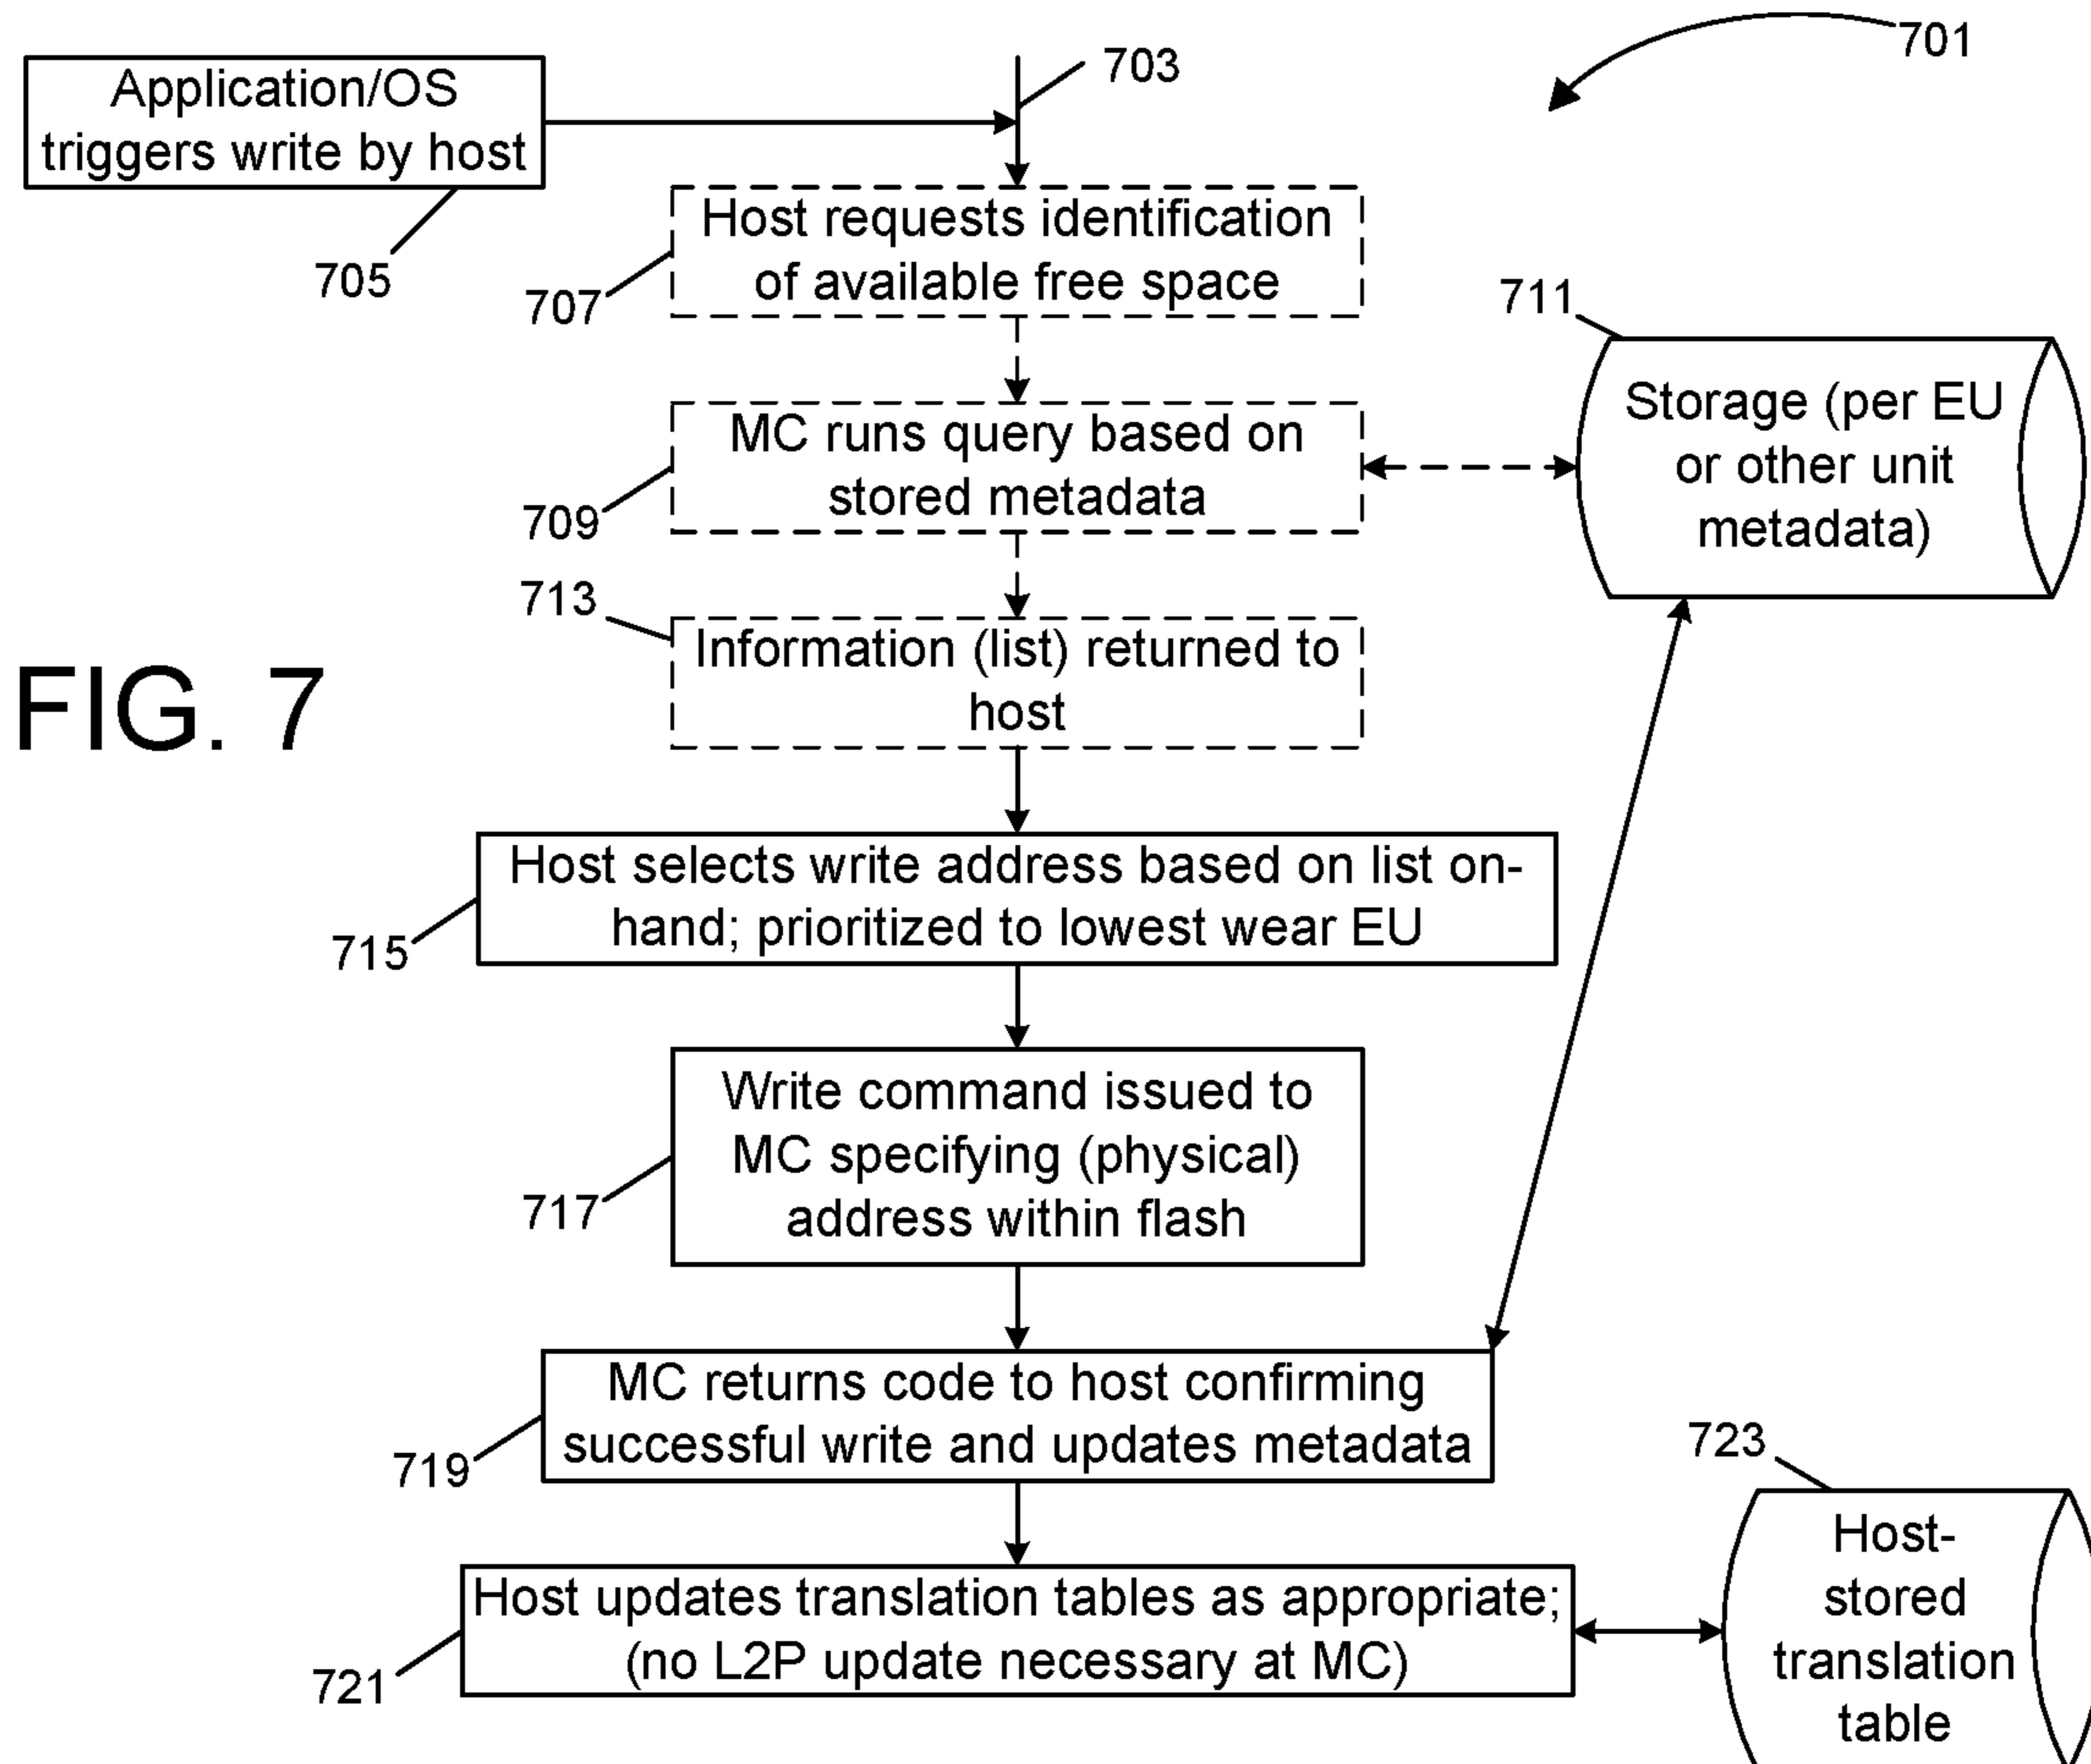 701
703
Application/OS
triggers write by host
705
Host requests identification
of available free space
707
711
Storage (per EU
or other unit
metadata)
MC runs query based on
stored metadata
709
713
Information (list) returned to
host
FIG. 7
Host selects write address based on list on-
hand; prioritized to lowest wear EU
715
Write command issued to
MC specifying (physical)
address within flash
717
MC returns code to host confirming
successful write and updates metadata
719
723
Host-
stored
translation
table
Host updates translation tables as appropriate;
(no L2P update necessary at MC)
721